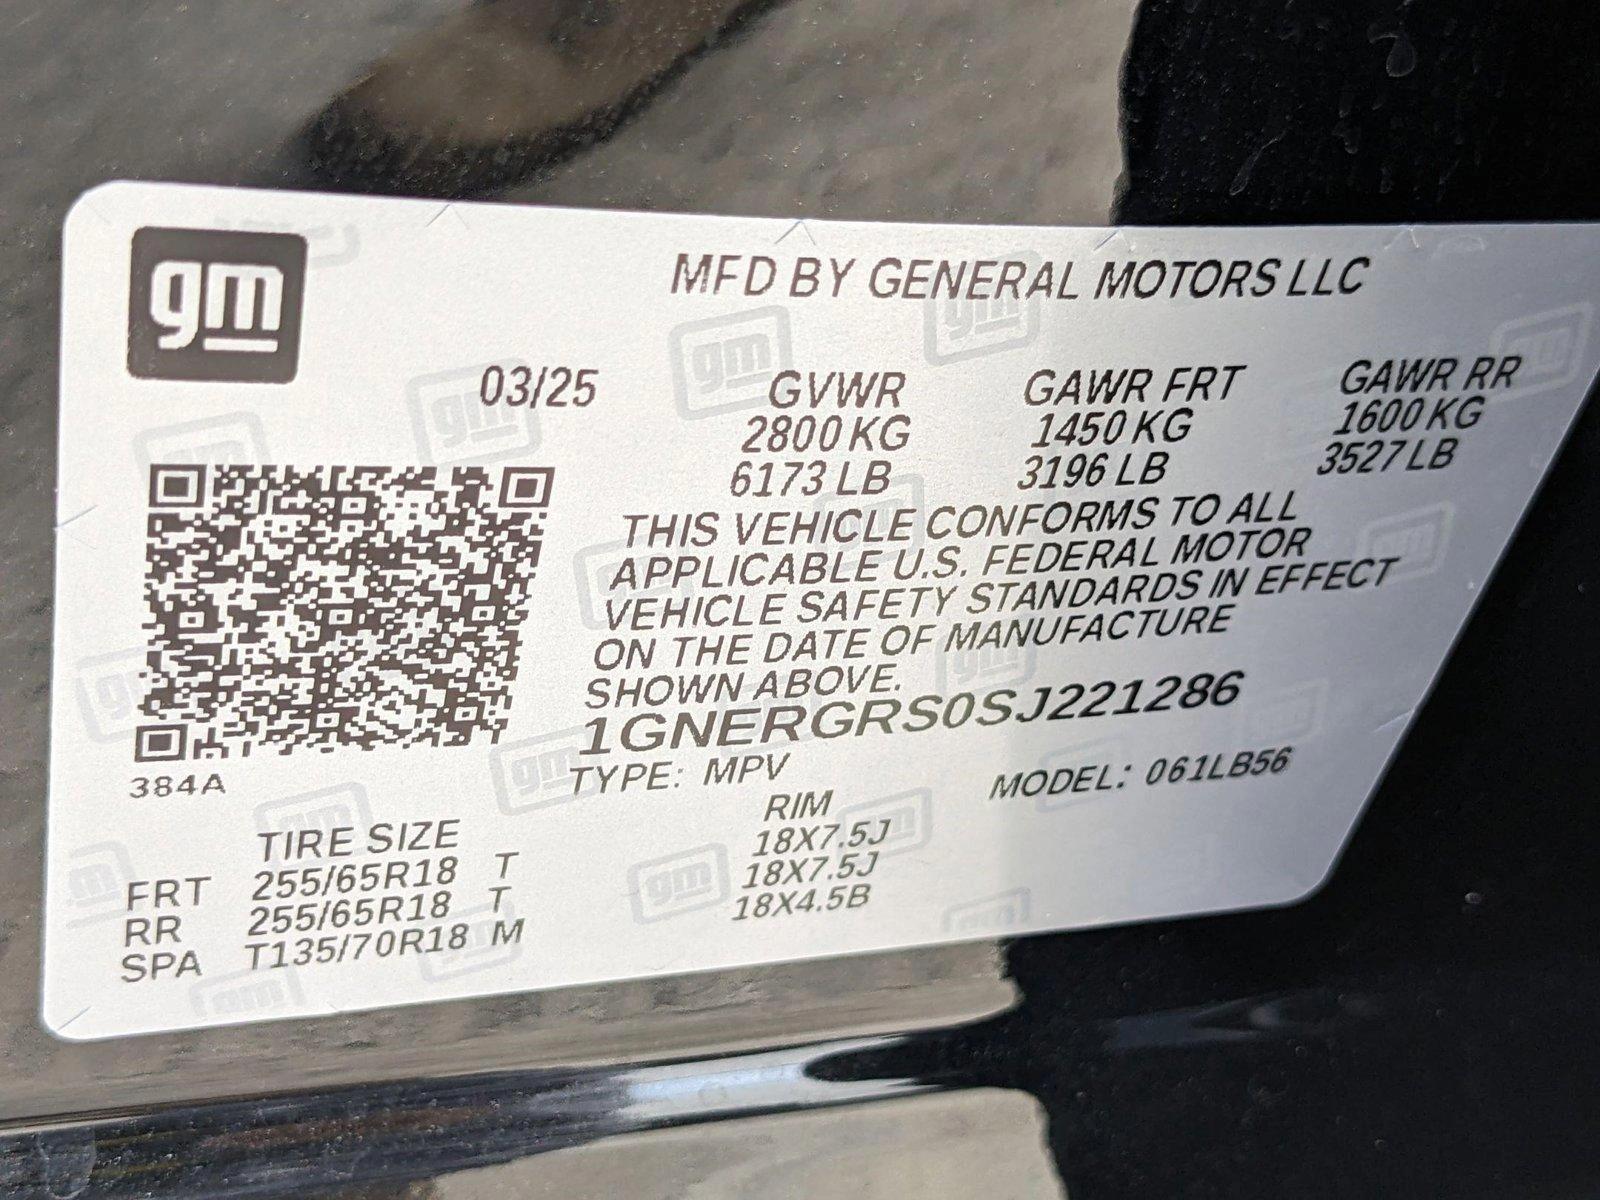 gm
MFD BY GENERAL MOTORS LLC
03/25
GVWR GAWR FRT GAWR RR
2800 KG 1450 KG 1600 KG
6173 LB 3196 LB 3527 LB
THIS VEHICLE CONFORMS TO ALL
APPLICABLE U.S. FEDERAL MOTOR
VEHICLE SAFETY STANDARDS IN EFFECT
ON THE DATE OF MANUFACTURE
SHOWN ABOVE.
1GNERGRS0SJ221286
TYPE: MPV MODEL: 061LB56
384A
TIRE SIZE RIM
FRT 255/65R18 T 18X7.5J
RR 255/65R18 T 18X7.5J
SPA T135/70R18 M 18X4.5B